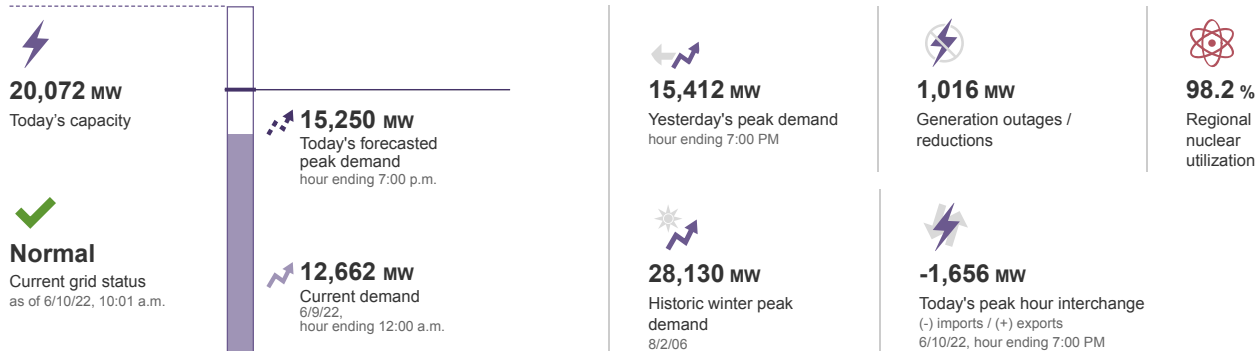 20,072 MW
Today's capacity
Normal
Current grid status
as of 6/10/22, 10:01 a.m.
15,250 MW
Today's forecasted
peak demand
hour ending 7:00 p.m.
12,662 MW
Current demand
6/9/22,
hour ending 12:00 a.m.
15,412 MW
Yesterday's peak demand
hour ending 7:00 PM
1,016 MW
Generation outages /
reductions
98.2 %
Regional
nuclear
utilization
28,130 MW
Historic winter peak
demand
8/2/06
-1,656 MW
Today's peak hour interchange
(-) imports / (+) exports
6/10/22, hour ending 7:00 PM